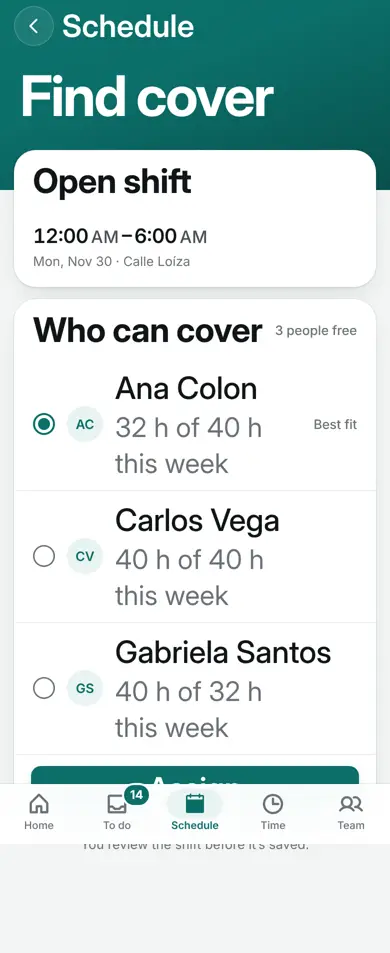 Schedule
Find cover
Open shift
12:00 AM – 6:00 AM
Mon, Nov 30 · Calle Loíza
Who can cover
3 people free
Ana Colon
AC
32 h of 40 h
this week
Best fit
Carlos Vega
CV
40 h of 40 h
this week
Gabriela Santos
GS
40 h of 32 h
this week
Assign
14
Home
To do
Schedule
Time
Team
You review the shift before it's saved.